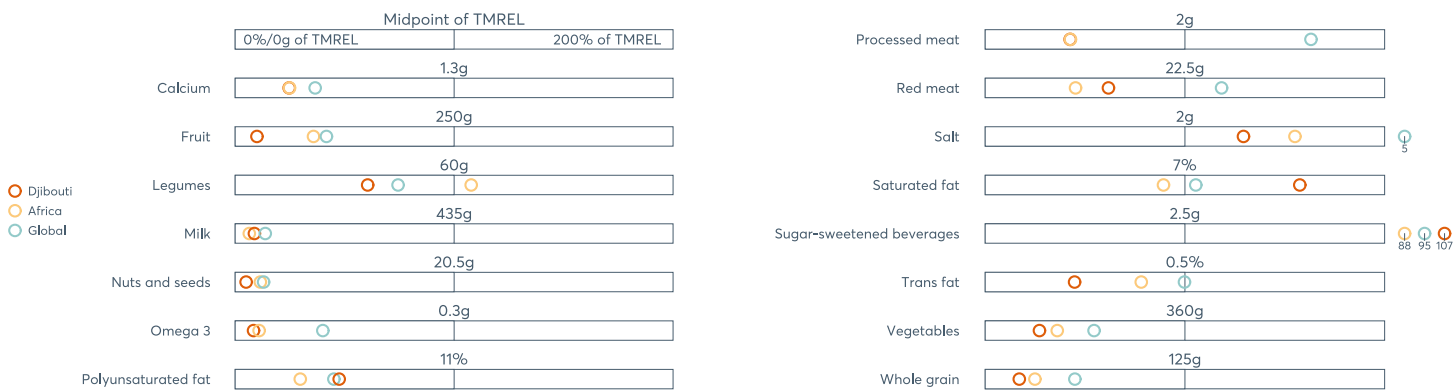 Midpoint of TMREL
0%/0g of TMREL 200% of TMREL
1.3g
Calcium
250g
Fruit
60g
Legumes
435g
Milk
20.5g
Nuts and seeds
0.3g
Omega 3
11%
Polyunsaturated fat
Djibouti
Africa
Global
2g
Processed meat
22.5g
Red meat
2g
Salt
5
7%
Saturated fat
2.5g
Sugar-sweetened beverages
88 95 107
0.5%
Trans fat
360g
Vegetables
125g
Whole grain